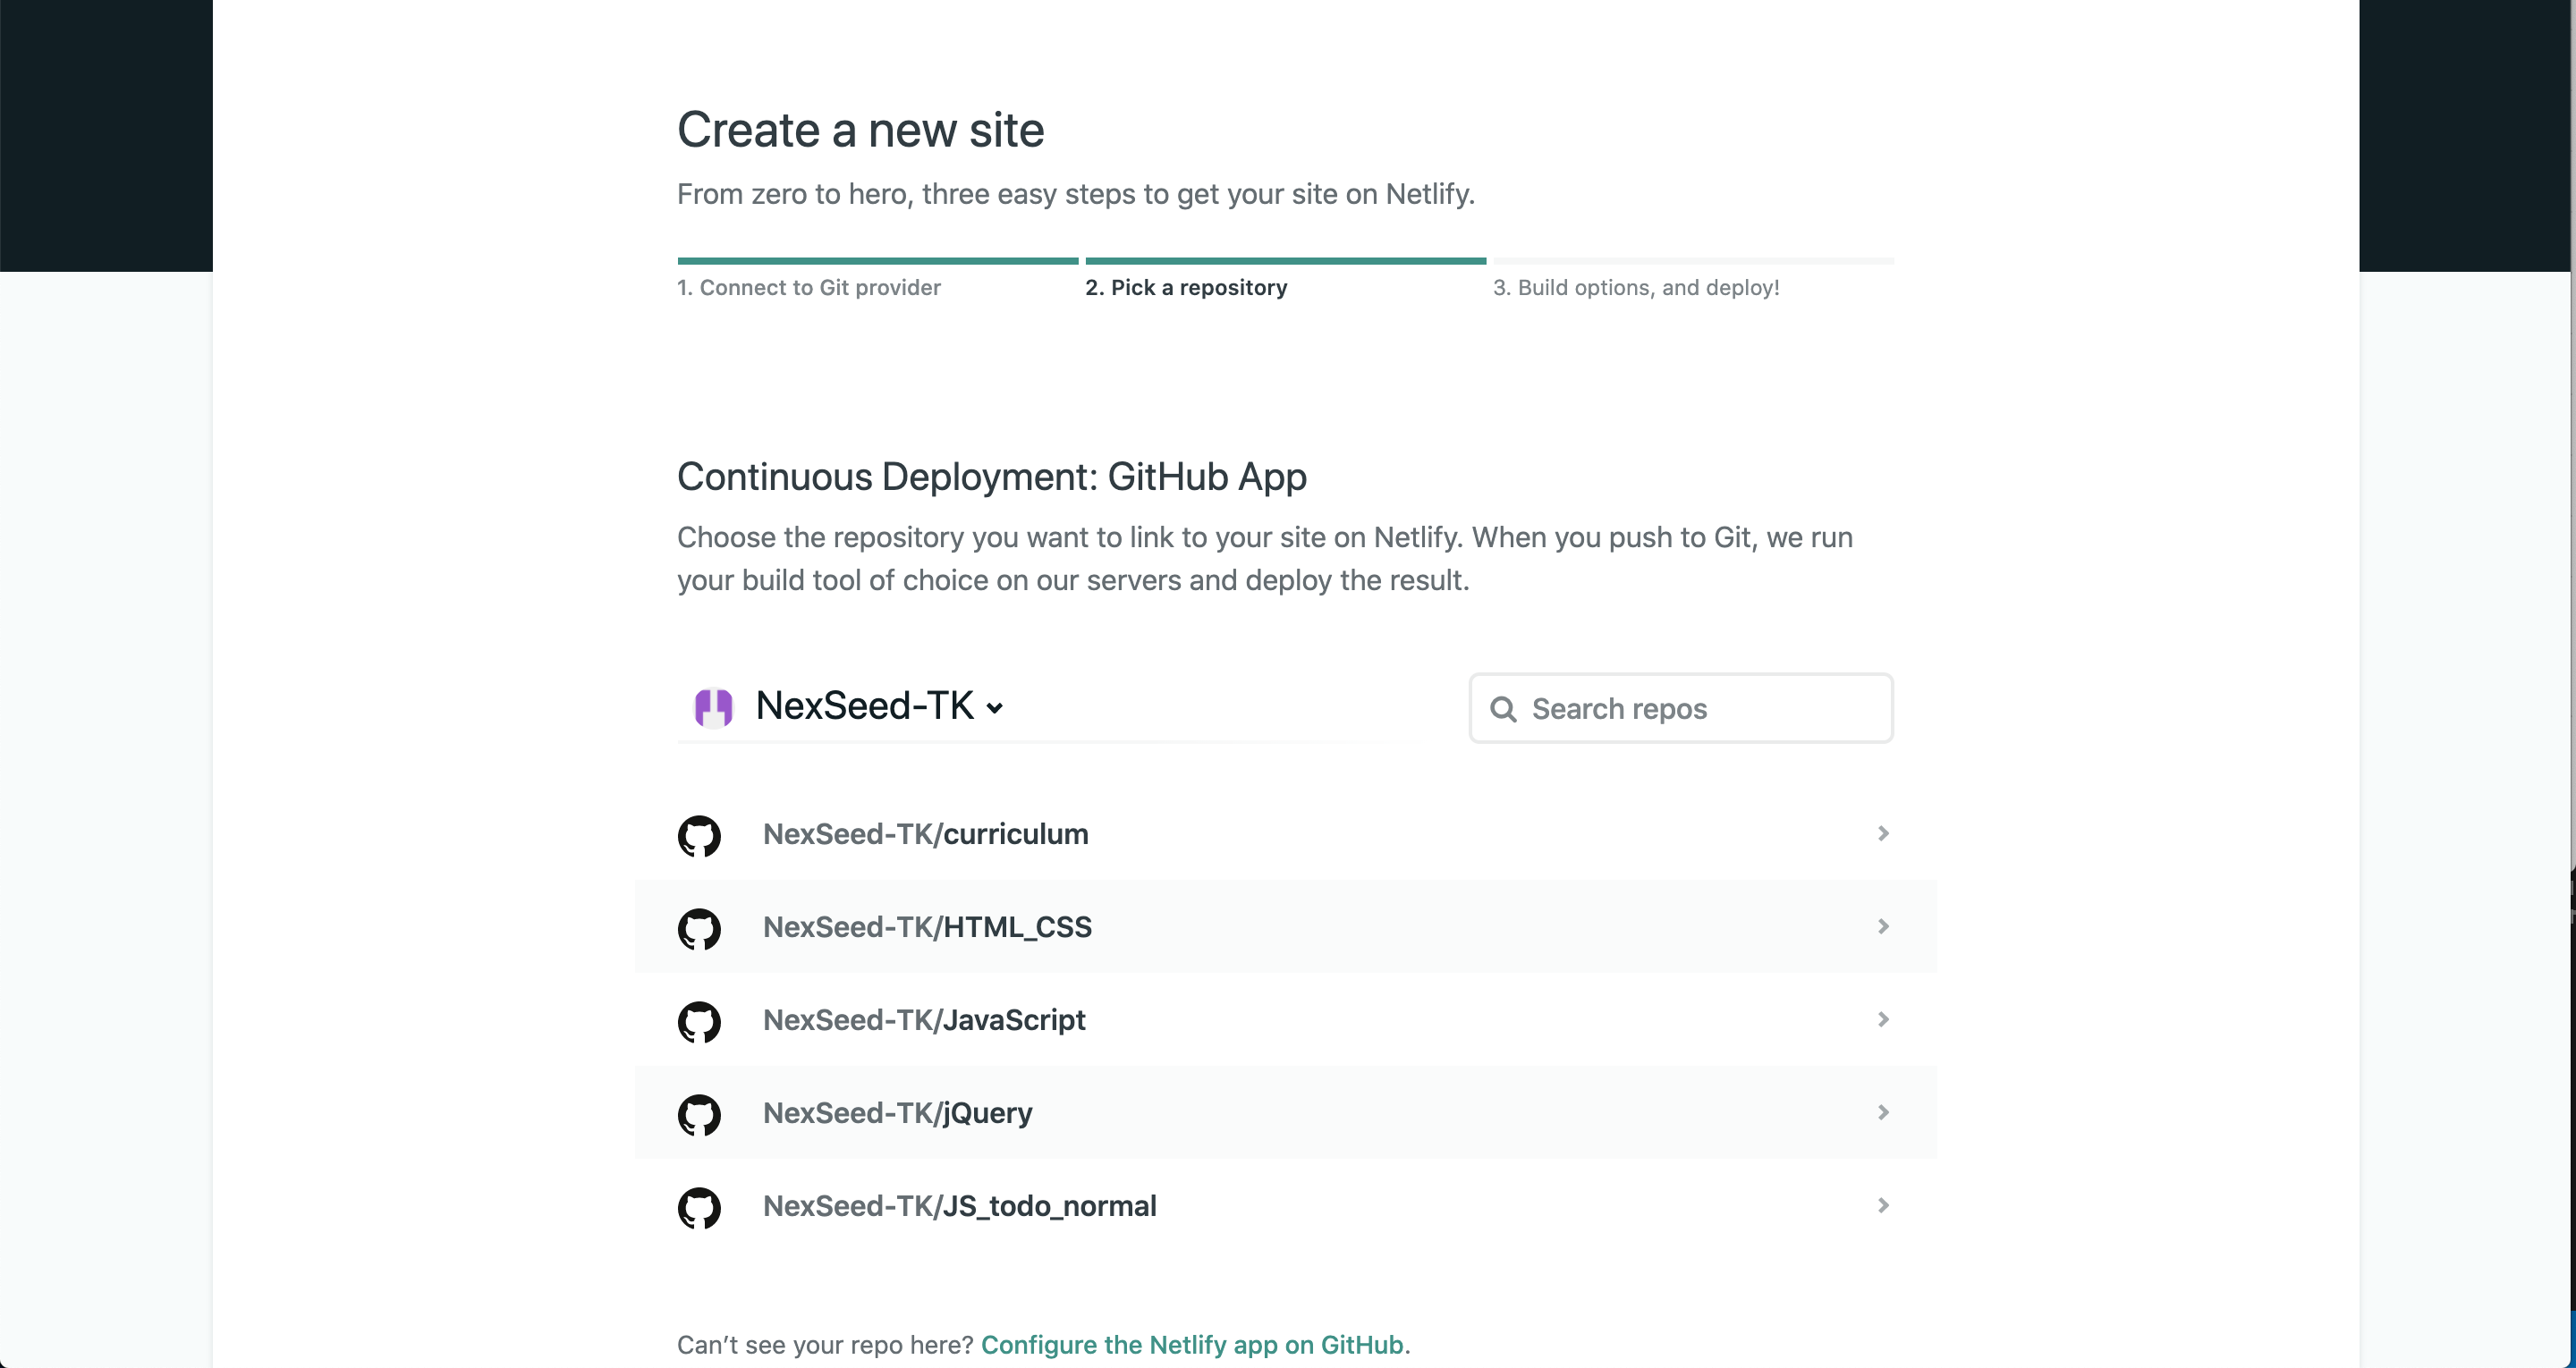 Create a new site
From zero to hero, three easy steps to get your site on Netlify.
1. Connect to Git provider
2. Pick a repository
3. Build options, and deploy!
Continuous Deployment: GitHub App
Choose the repository you want to link to your site on Netlify. When you push to Git, we run
your build tool of choice on our servers and deploy the result.
NexSeed-TK
Search repos
NexSeed-TK/curriculum
NexSeed-TK/HTML_CSS
NexSeed-TK/JavaScript
NexSeed-TK/jQuery
NexSeed-TK/JS_todo_normal
Can’t see your repo here? Configure the Netlify app on GitHub.